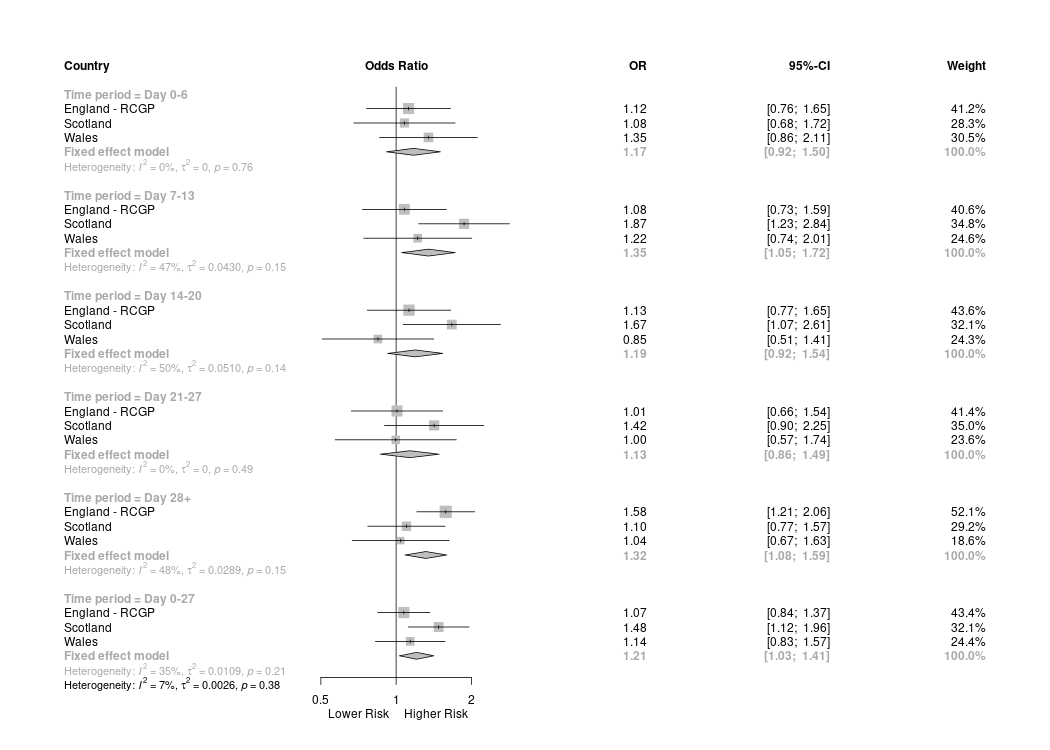 Country Odds Ratio OR 95%-CI Weight
Time period = Day 0-6
England - RCGP 1.12 [0.76; 1.65] 41.2%
Scotland 1.08 [0.68; 1.72] 28.3%
Wales 1.35 [0.86; 2.11] 30.5%
Fixed effect model 1.17 [0.92; 1.50] 100.0%
Heterogeneity: I² = 0%, τ² = 0, p = 0.76
Time period = Day 7-13
England - RCGP 1.08 [0.73; 1.59] 40.6%
Scotland 1.87 [1.23; 2.84] 34.8%
Wales 1.22 [0.74; 2.01] 24.6%
Fixed effect model 1.35 [1.05; 1.72] 100.0%
Heterogeneity: I² = 47%, τ² = 0.0430, p = 0.15
Time period = Day 14-20
England - RCGP 1.13 [0.77; 1.65] 43.6%
Scotland 1.67 [1.07; 2.61] 32.1%
Wales 0.85 [0.51; 1.41] 24.3%
Fixed effect model 1.19 [0.92; 1.54] 100.0%
Heterogeneity: I² = 50%, τ² = 0.0510, p = 0.14
Time period = Day 21-27
England - RCGP 1.01 [0.66; 1.54] 41.4%
Scotland 1.42 [0.90; 2.25] 35.0%
Wales 1.00 [0.57; 1.74] 23.6%
Fixed effect model 1.13 [0.86; 1.49] 100.0%
Heterogeneity: I² = 0%, τ² = 0, p = 0.49
Time period = Day 28+
England - RCGP 1.58 [1.21; 2.06] 52.1%
Scotland 1.10 [0.77; 1.57] 29.2%
Wales 1.04 [0.67; 1.63] 18.6%
Fixed effect model 1.32 [1.08; 1.59] 100.0%
Heterogeneity: I² = 48%, τ² = 0.0289, p = 0.15
Time period = Day 0-27
England - RCGP 1.07 [0.84; 1.37] 43.4%
Scotland 1.48 [1.12; 1.96] 32.1%
Wales 1.14 [0.83; 1.57] 24.4%
Fixed effect model 1.21 [1.03; 1.41] 100.0%
Heterogeneity: I² = 35%, τ² = 0.0109, p = 0.21
Heterogeneity: I² = 7%, τ² = 0.0026, p = 0.38
0.5 1 2
Lower Risk Higher Risk